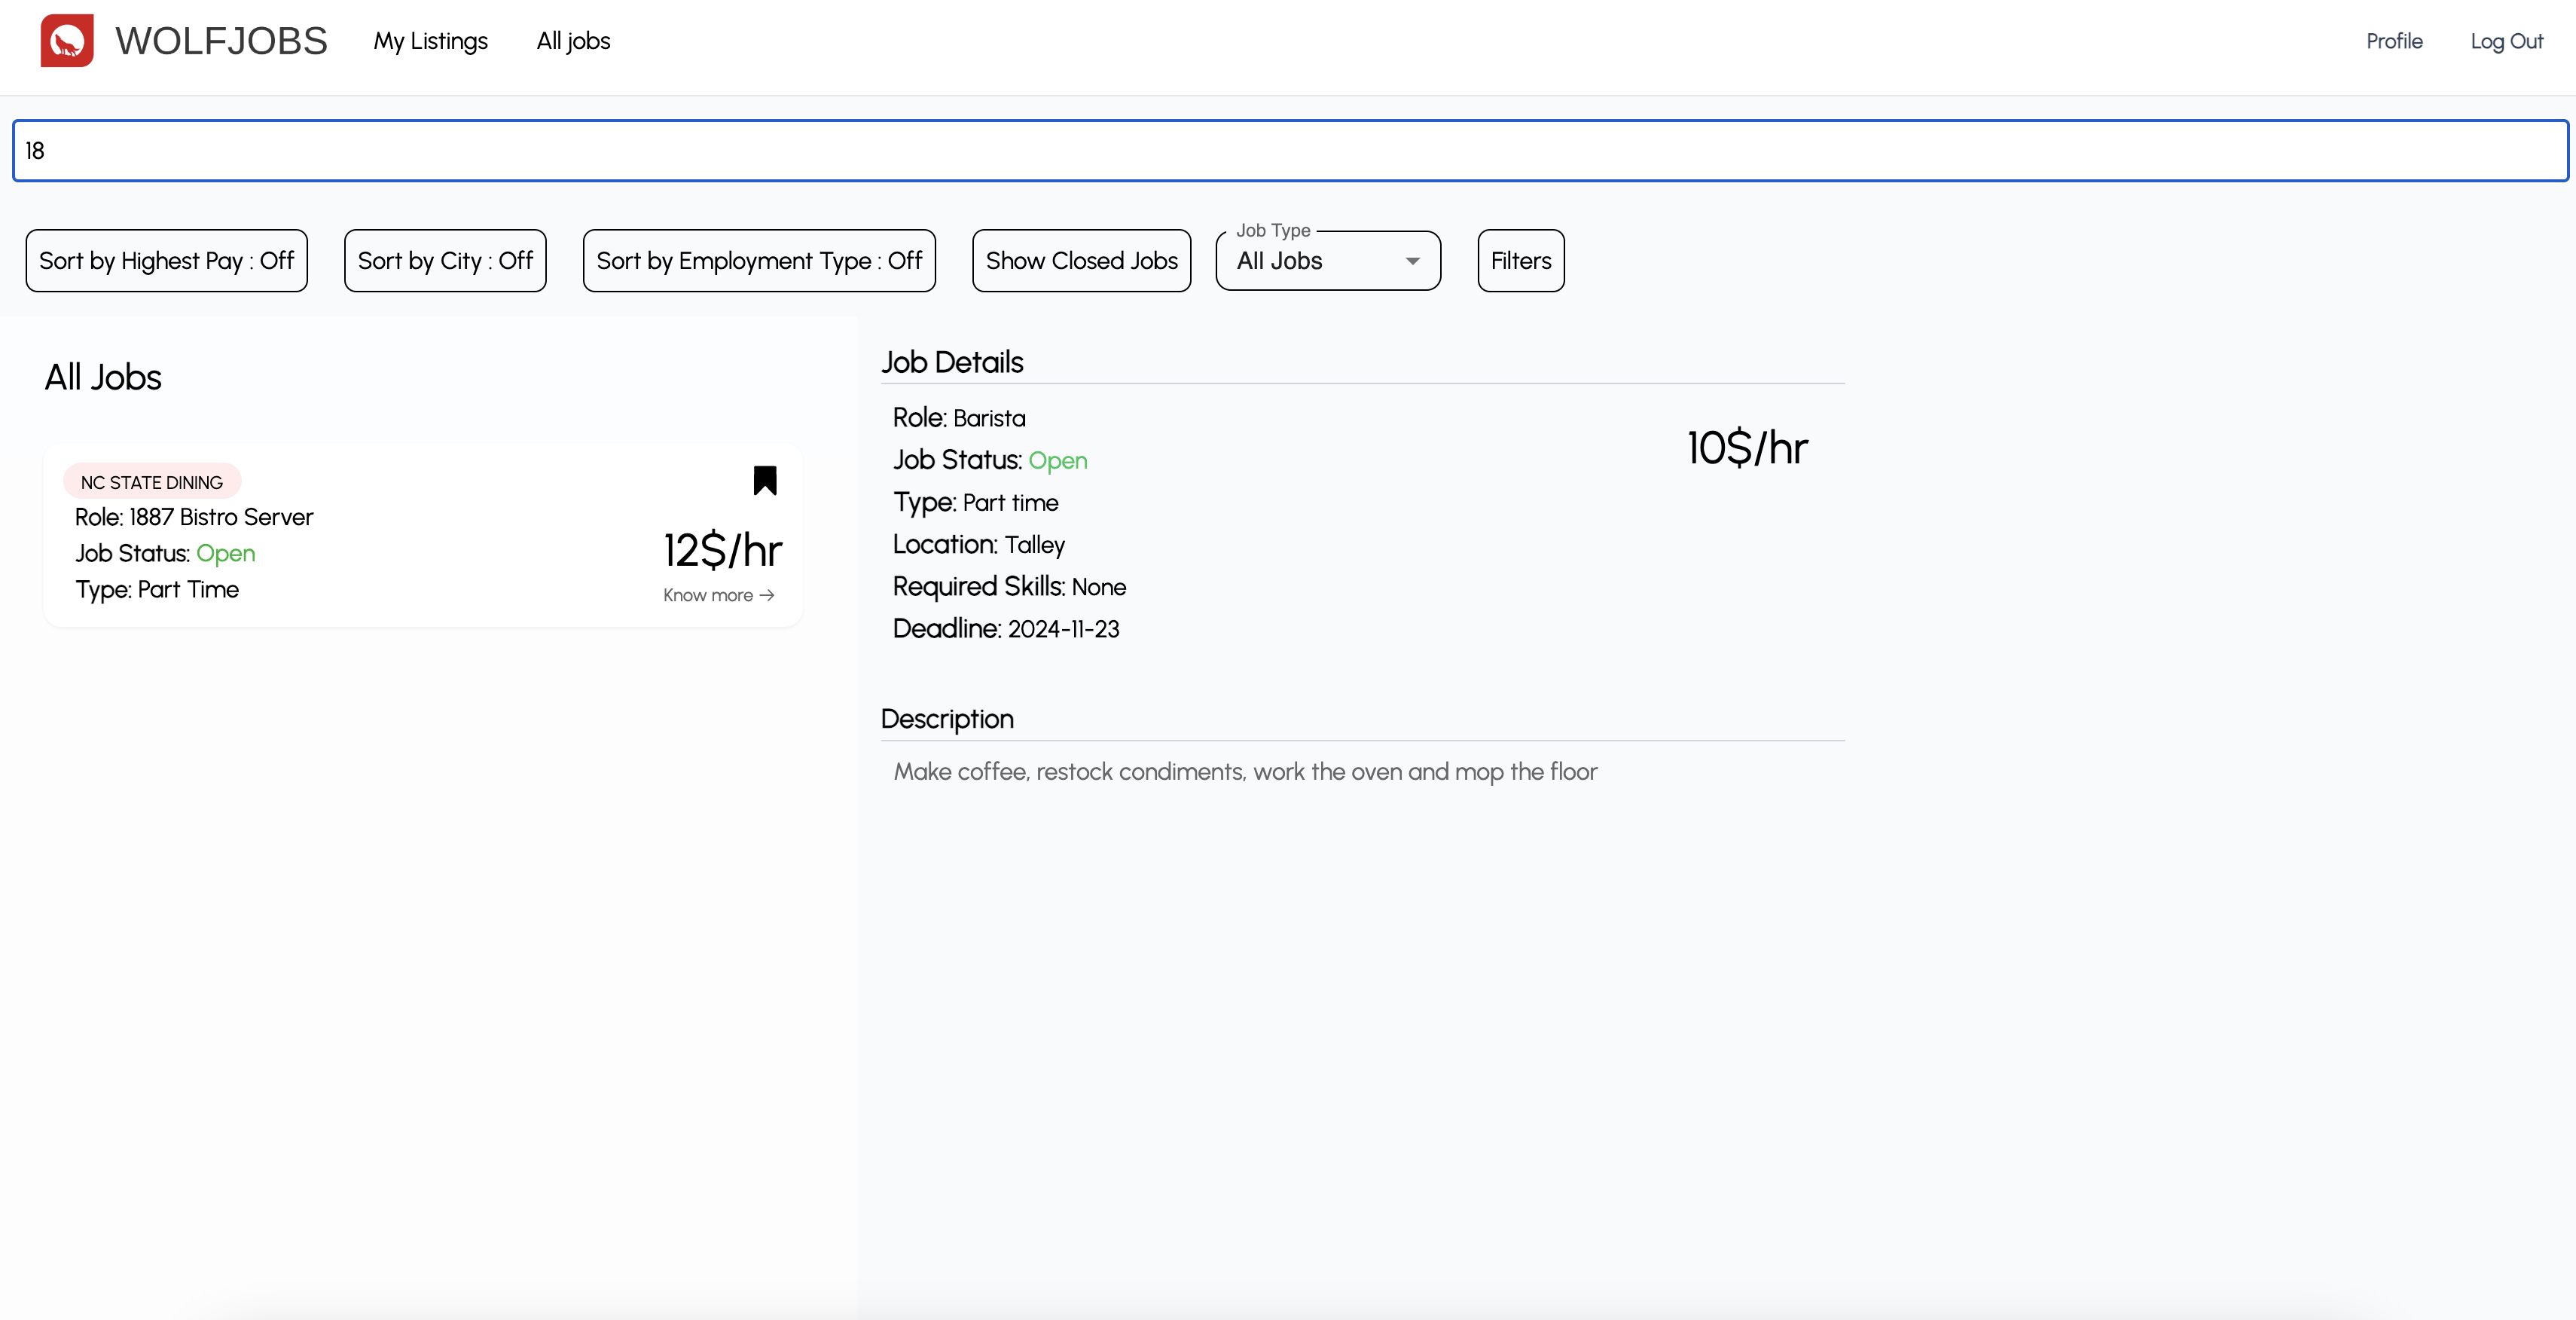 WOLFJOBS My Listings All jobs Profile Log Out
18
Sort by Highest Pay : Off Sort by City : Off Sort by Employment Type : Off Show Closed Jobs Job Type All Jobs Filters
All Jobs
NC STATE DINING
Role: 1887 Bistro Server
Job Status: Open
Type: Part Time
12$/hr
Know more →
Job Details
Role: Barista
Job Status: Open
Type: Part time
Location: Talley
Required Skills: None
Deadline: 2024-11-23
10$/hr
Description
Make coffee, restock condiments, work the oven and mop the floor